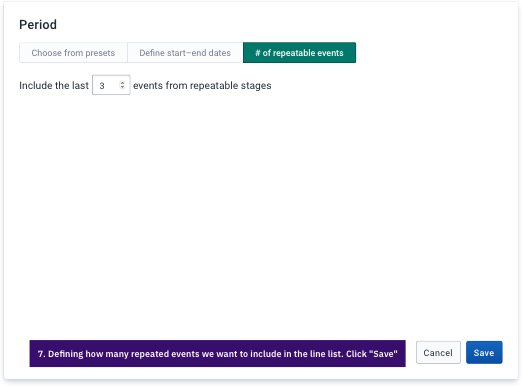 Period
Choose from presets
Define start–end dates
# of repeatable events
Include the last 3 events from repeatable stages
7. Defining how many repeated events we want to include in the line list. Click "Save"
Cancel
Save